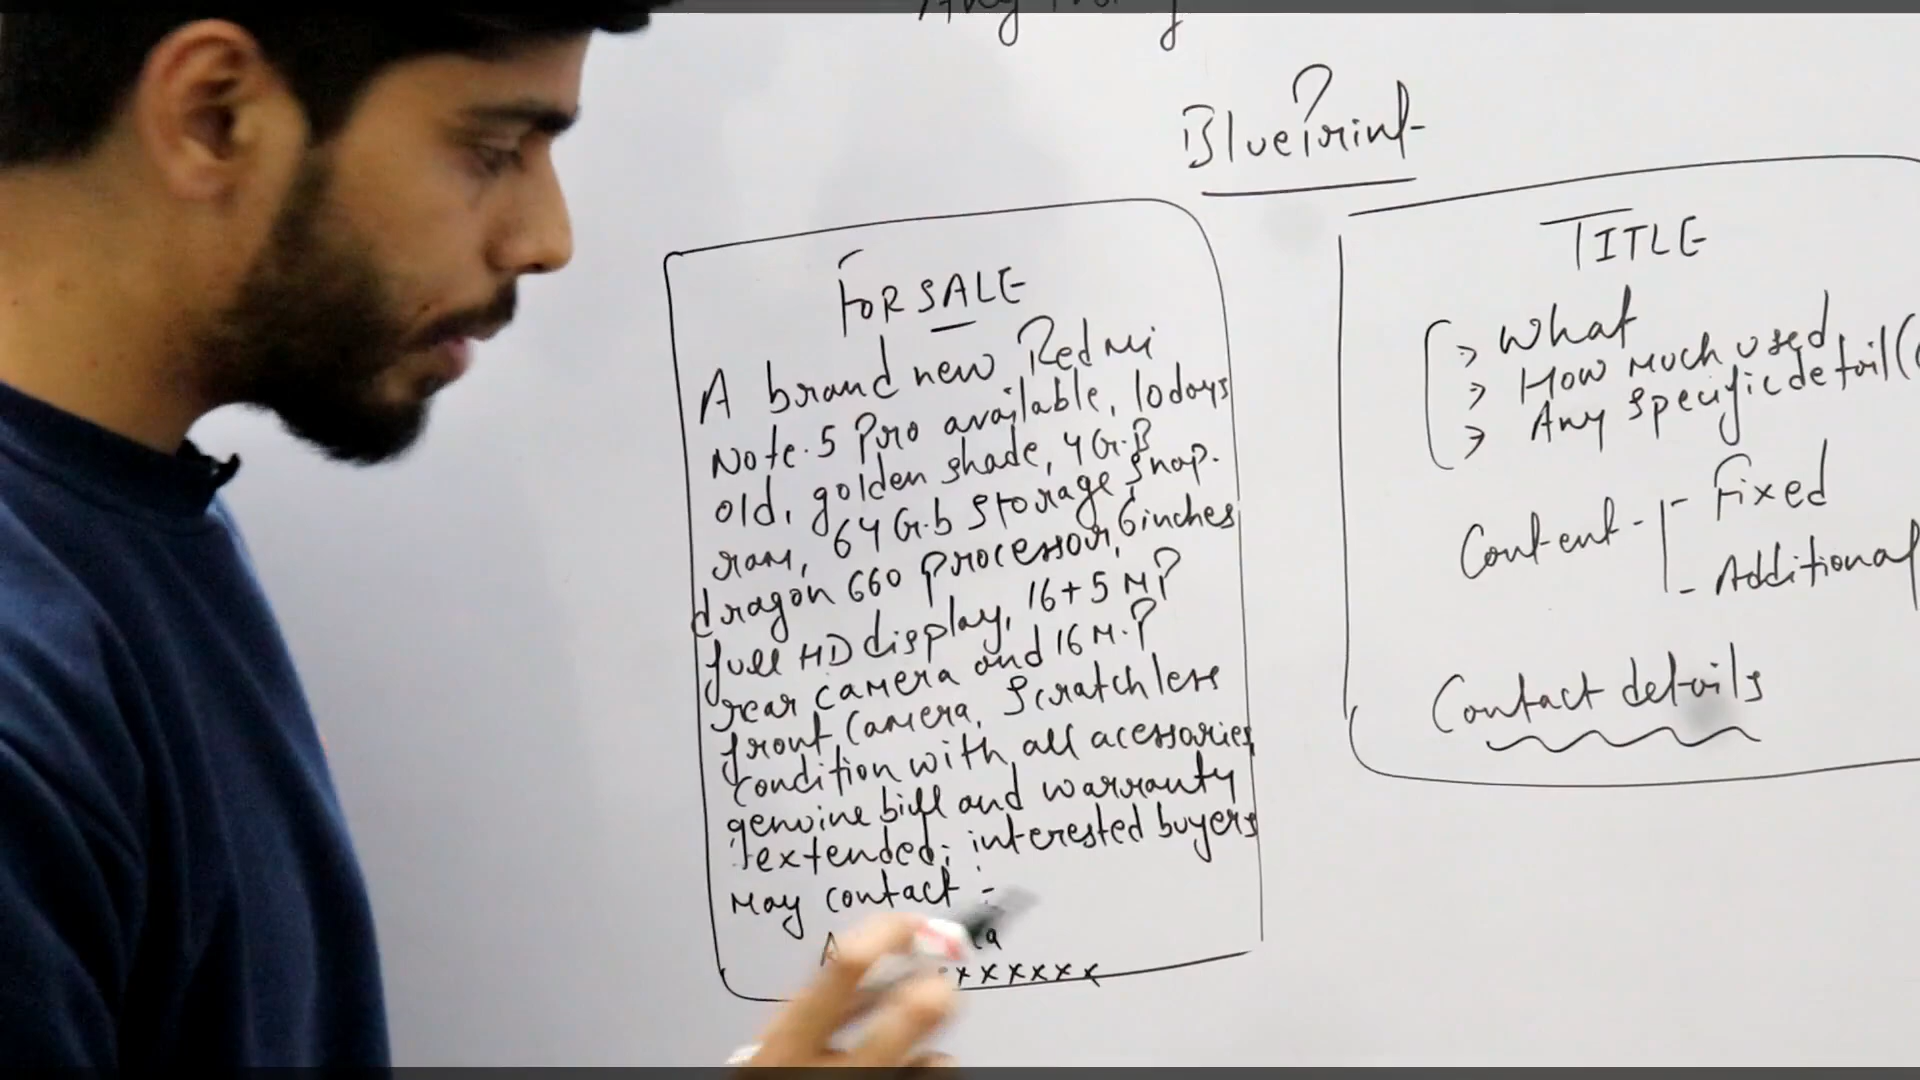 BluePrint
FOR SALE
A brand new Redmi
Note.5 Pro available, 10 days
old, golden shade, 4 G.B
ram, 64 G.b storage snap.
dragon 660 processor, 6 inches
full HD display, 16+5 MP
rear camera and 16 M.P
front camera, Scratchless
condition with all acessories,
genuine bill and warranty
extended; interested buyers
May contact :-
xxxxxx
TITLE
→ What
→ How much used
→ Any specific detail (
Content - Fixed
- Additional
Contact details